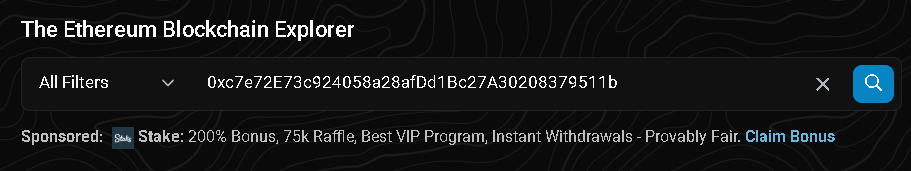 The Ethereum Blockchain Explorer
All Filters 0xc7e72E73c924058a28afDd1Bc27A30208379511b
Sponsored: Stake Stake: 200% Bonus, 75k Raffle, Best VIP Program, Instant Withdrawals - Provably Fair. Claim Bonus